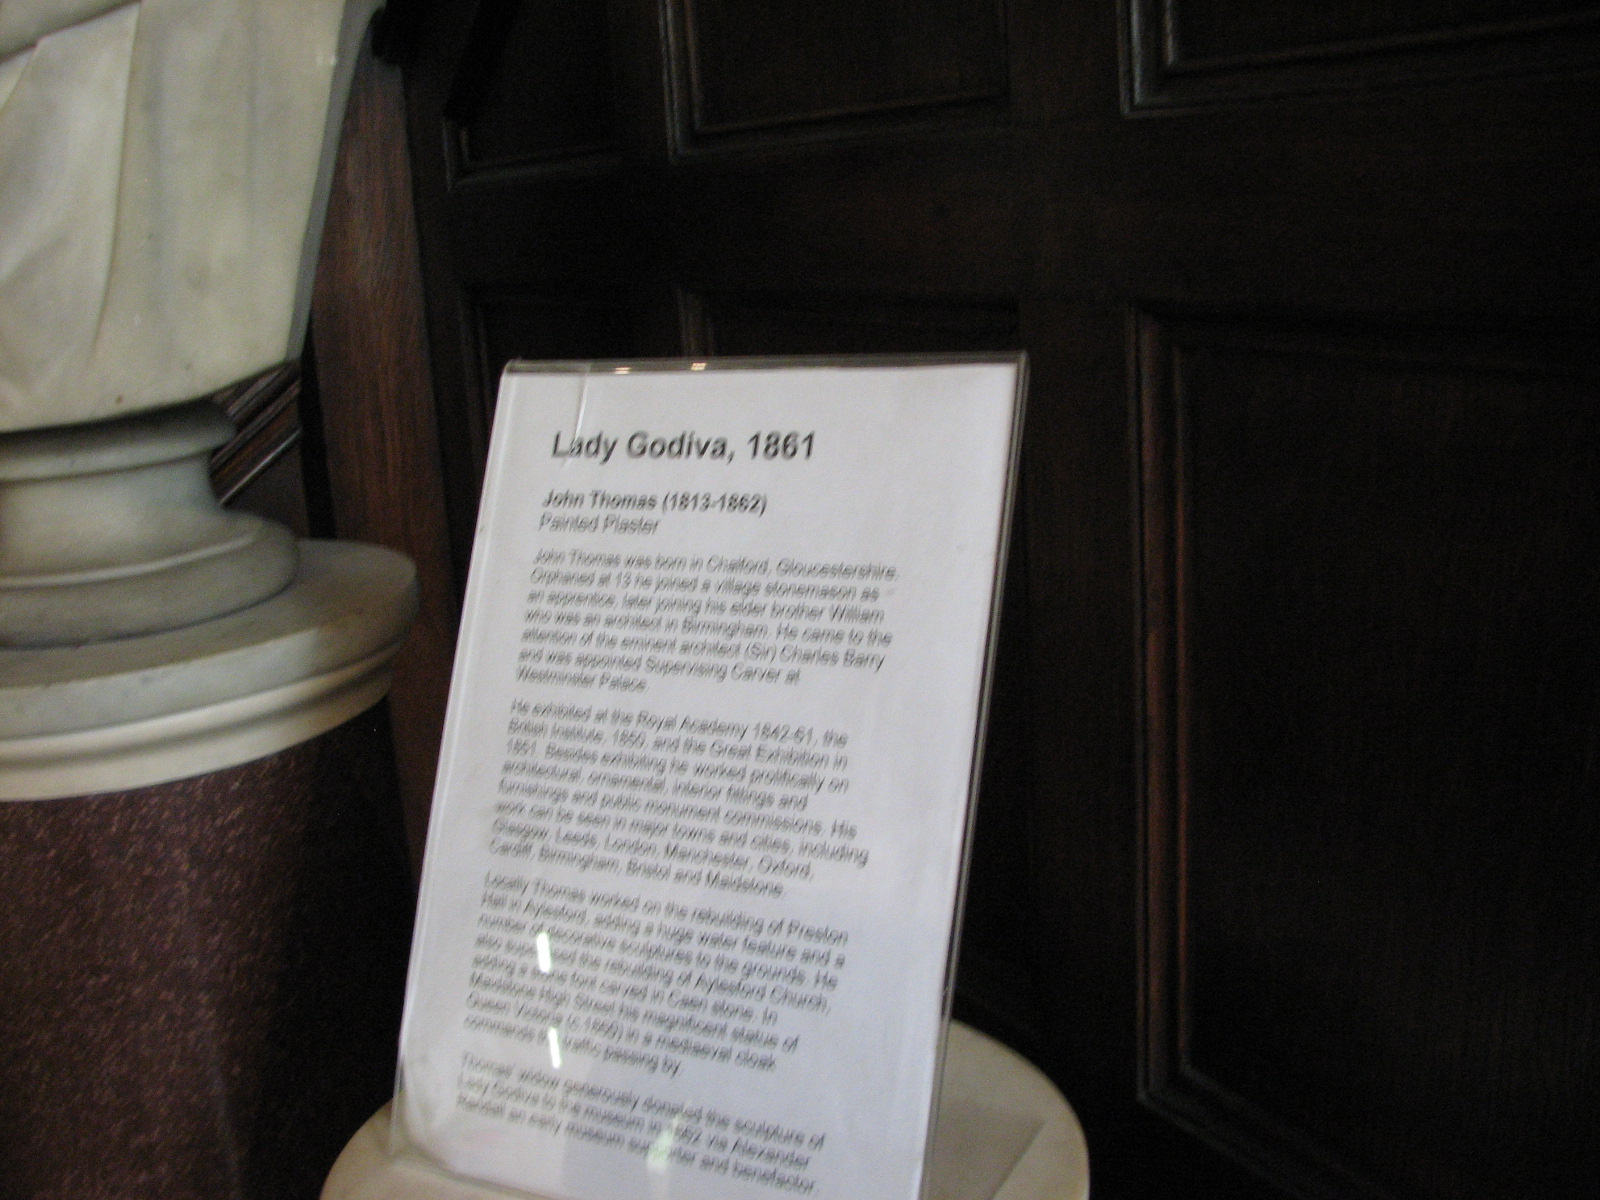 Lady Godiva, 1861
John Thomas (1813-1862)
Painted Plaster
John Thomas was born in Chalford, Gloucestershire.
Orphaned at 13 he joined a village stonemason as
an apprentice, later joining his elder brother William
who was an architect in Birmingham. He came to the
attention of the eminent architect (Sir) Charles Barry
and was appointed Supervising Carver at
Westminster Palace.
He exhibited at the Royal Academy 1842-61, the
British Institute, 1850, and the Great Exhibition in
1851. Besides exhibiting he worked prolifically on
architectural, ornamental, interior fittings and
furnishings and public monument commissions. His
work can be seen in major towns and cities, including
Glasgow, Leeds, London, Manchester, Oxford,
Cardiff, Birmingham, Bristol and Maidstone.
Locally Thomas worked on the rebuilding of Preston
Hall in Aylesford, adding a huge water feature and a
number of decorative sculptures to the grounds. He
also supervised the rebuilding of Aylesford Church,
adding a stone font carved in Caen stone. In
Maidstone High Street his magnificent statue of
Queen Victoria (c.1860) in a mediaeval cloak
commands the traffic passing by.
Thomas' widow generously donated the sculpture of
Lady Godiva to the museum in 1862 via Alexander
Randall an early museum supporter and benefactor.